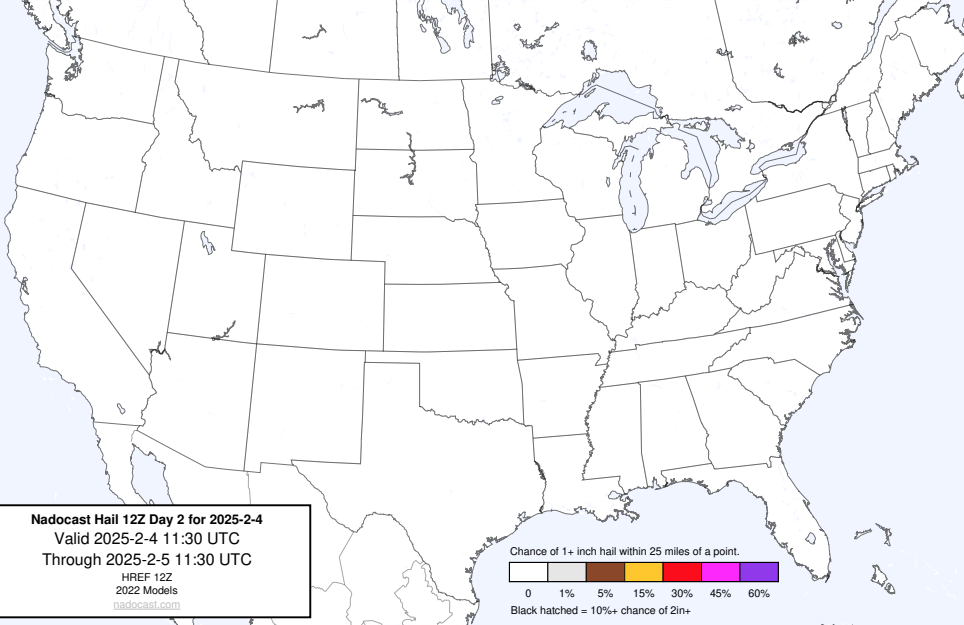 Nadocast Hail 12Z Day 2 for 2025-2-4
Valid 2025-2-4 11:30 UTC
Through 2025-2-5 11:30 UTC
HREF 12Z
2022 Models
nadocast.com
Chance of 1+ inch hail within 25 miles of a point.
0 1% 5% 15% 30% 45% 60%
Black hatched = 10%+ chance of 2in+